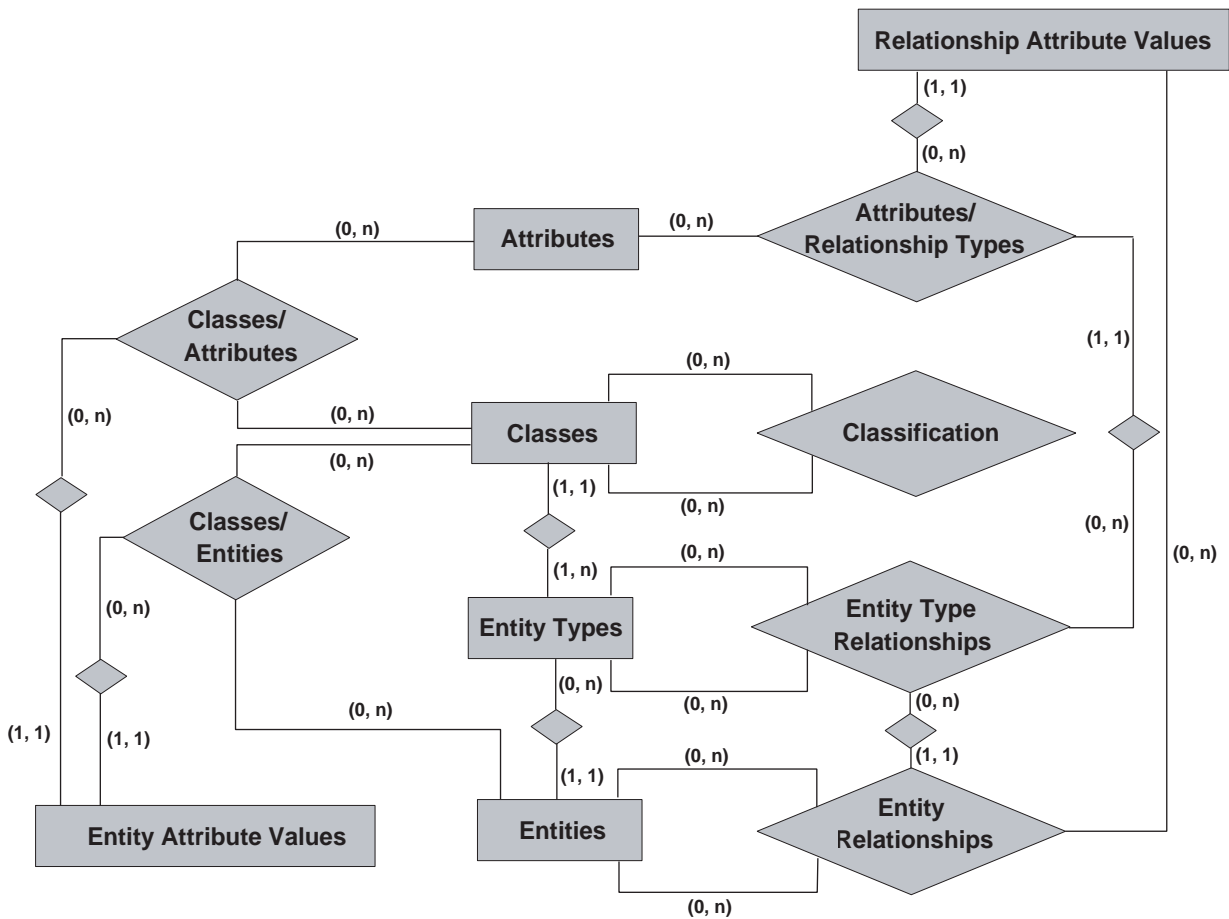 Relationship Attribute Values
(1, 1)
(0, n)
Attributes/
Relationship Types
(0, n)
Attributes
(0, n)
Classes/
Attributes
(1, 1)
(0, n)
(0, n)
(0, n)
Classes
Classification
(0, n)
(1, 1)
(0, n)
Classes/
Entities
(0, n)
(0, n)
(0, n)
(1, n)
(0, n)
Entity Types
Entity Type
Relationships
(0, n)
(0, n)
(0, n)
(0, n)
(1, 1)
(1, 1)
(1, 1)
(0, n)
(1, 1)
Entity Attribute Values
Entities
Entity
Relationships
(0, n)